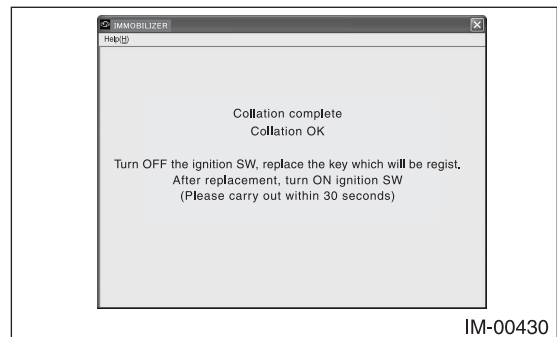 IMMOBILIZER
Help(H)
Collation complete
Collation OK
Turn OFF the ignition SW, replace the key which will be regist.
After replacement, turn ON ignition SW
(Please carry out within 30 seconds)
IM-00430